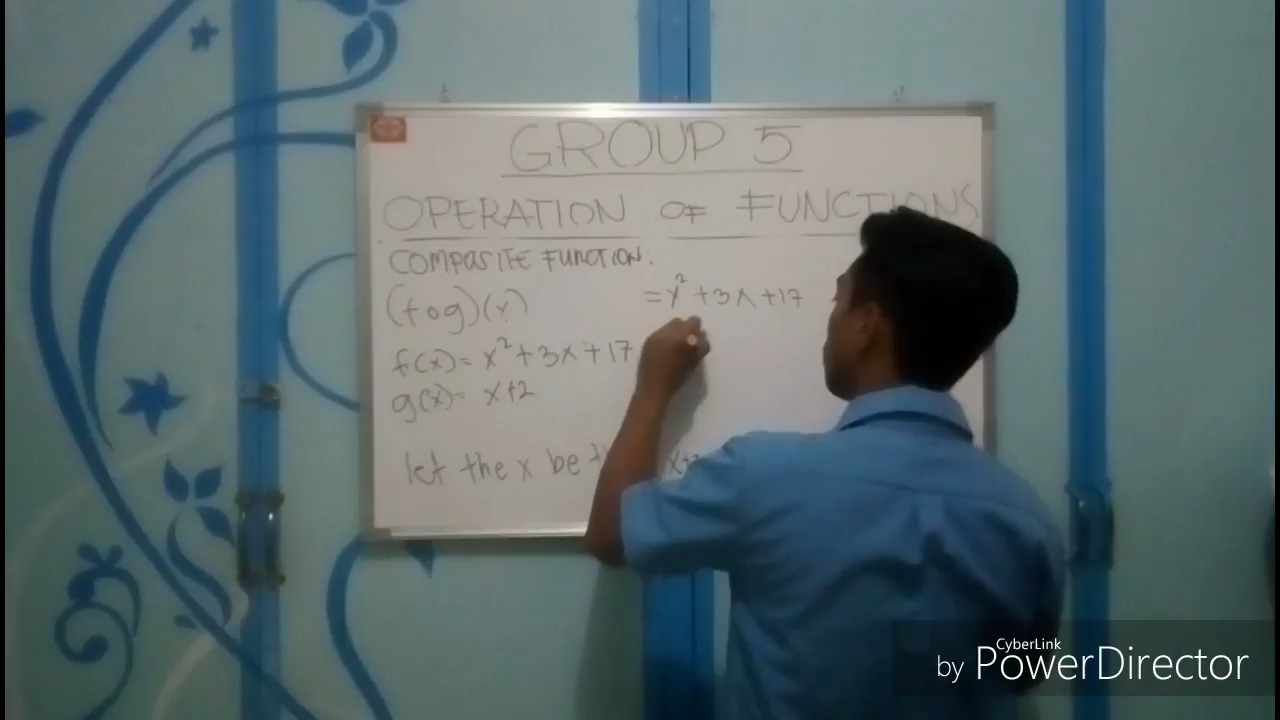 GROUP 5
OPERATION OF FUNCTIONS
COMPOSITE FUNCTION:
(fog)(x)
f(x)= x²+3x+17
g(x)= x+2
let the x be
= x²+3x+17
CyberLink
by PowerDirector